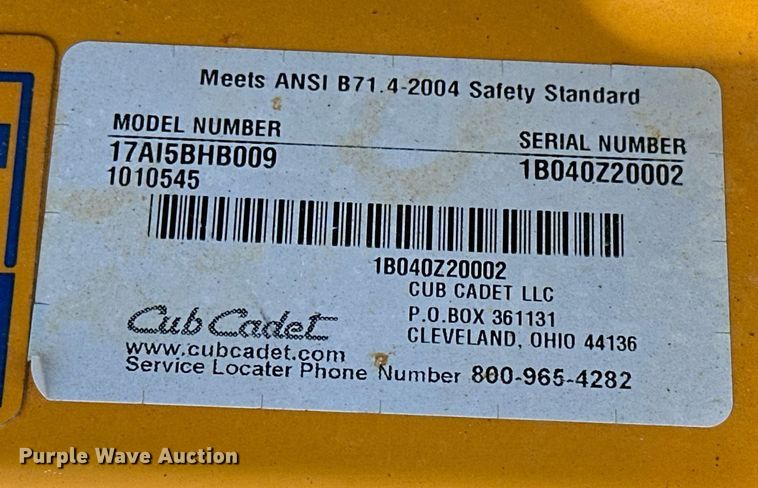 Meets ANSI B71.4-2004 Safety Standard
MODEL NUMBER SERIAL NUMBER
17AI5BHB009 1B040Z20002
1010545
1B040Z20002
CUB CADET LLC
P.O.BOX 361131
CLEVELAND, OHIO 44136
Cub Cadet
www.cubcadet.com
Service Locater Phone Number 800-965-4282
Purple Wave Auction